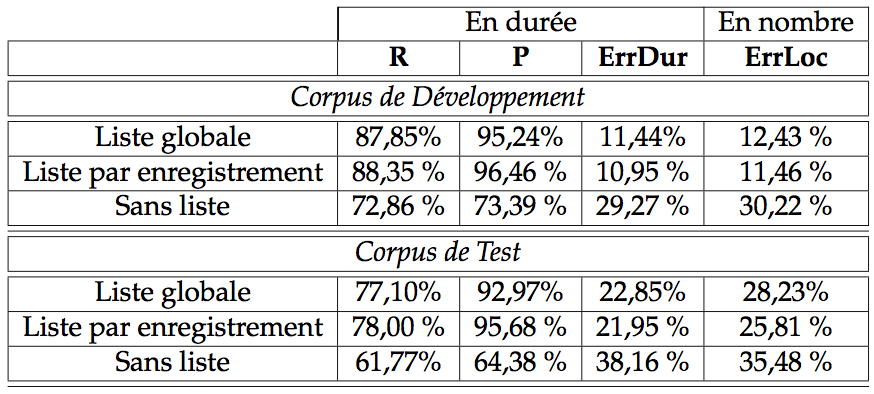 En durée En nombre
R P ErrDur ErrLoc
Corpus de Développement
Liste globale 87,85% 95,24% 11,44% 12,43 %
Liste par enregistrement 88,35 % 96,46 % 10,95 % 11,46 %
Sans liste 72,86 % 73,39 % 29,27 % 30,22 %
Corpus de Test
Liste globale 77,10% 92,97% 22,85% 28,23%
Liste par enregistrement 78,00 % 95,68 % 21,95 % 25,81 %
Sans liste 61,77% 64,38 % 38,16 % 35,48 %